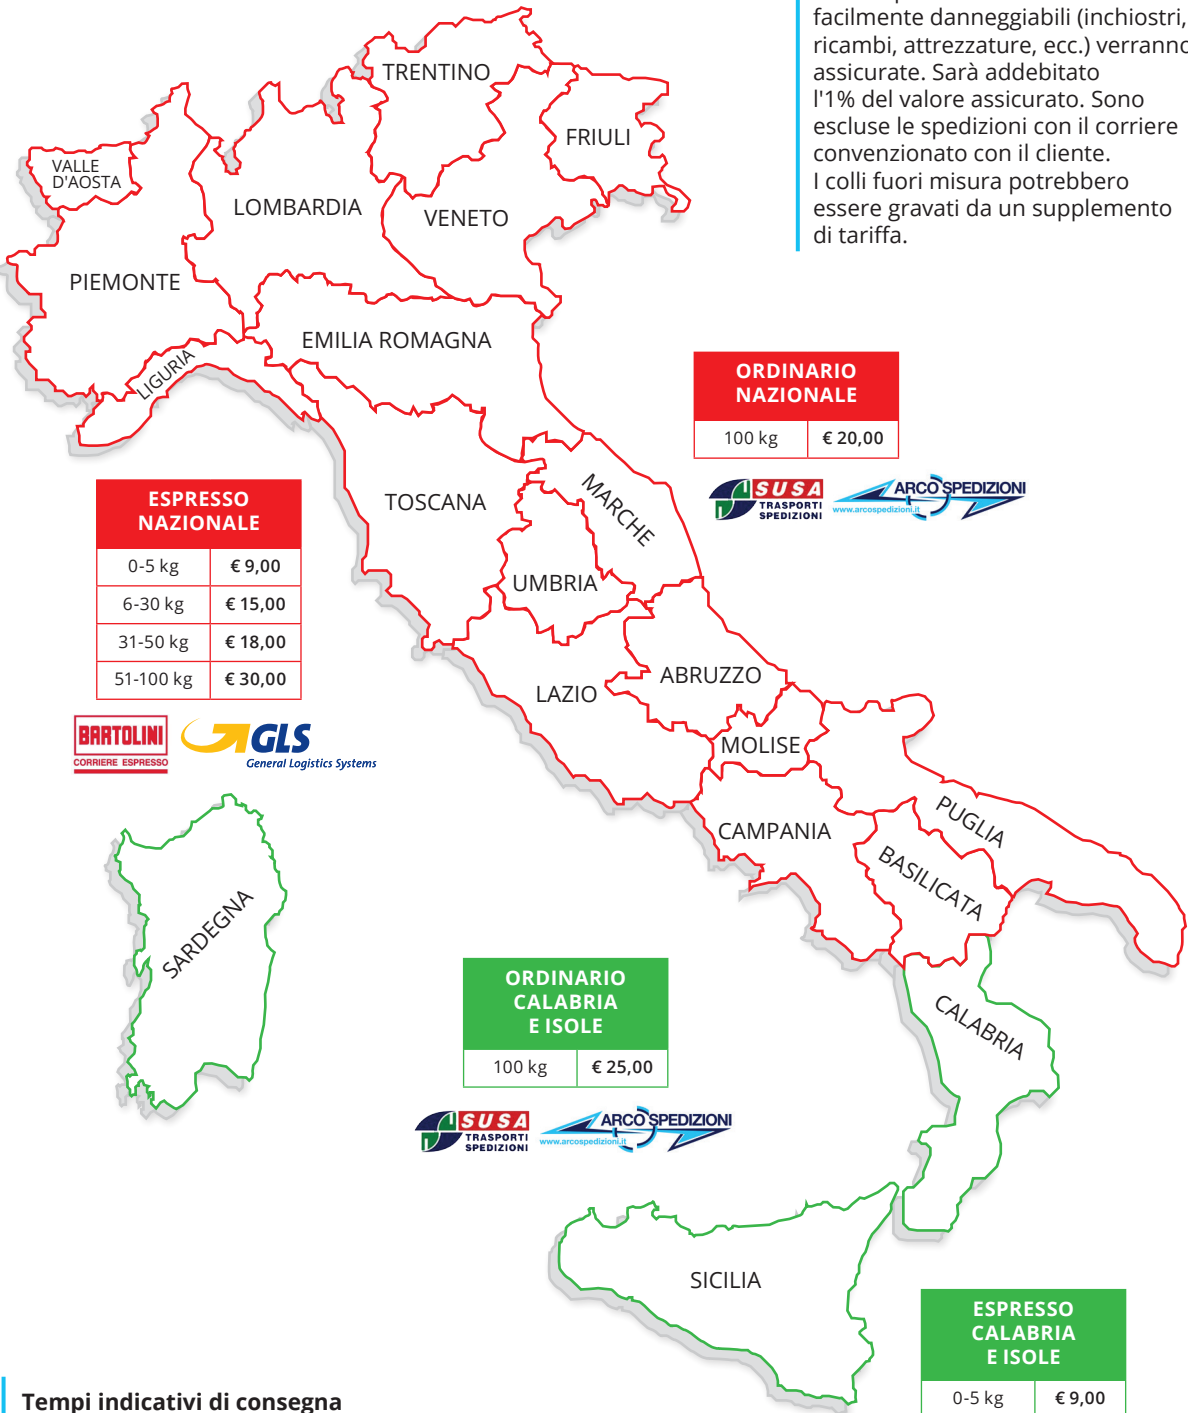 facilmente danneggiabili (inchiostri,
ricambi, attrezzature, ecc.) verranno
assicurate. Sarà addebitato
l'1% del valore assicurato. Sono
escluse le spedizioni con il corriere
convenzionato con il cliente.
I colli fuori misura potrebbero
essere gravati da un supplemento
di tariffa.
TRENTINO
FRIULI
VALLE
D'AOSTA
LOMBARDIA
VENETO
PIEMONTE
EMILIA ROMAGNA
LIGURIA
ORDINARIO
NAZIONALE
100 kg € 20,00
SUSA
TRASPORTI
SPEDIZIONI
ARCO SPEDIZIONI
www.arcospedizioni.it
TOSCANA
MARCHE
UMBRIA
ESPRESSO
NAZIONALE
0-5 kg € 9,00
6-30 kg € 15,00
31-50 kg € 18,00
51-100 kg € 30,00
BARTOLINI
CORRIERE ESPRESSO
GLS
General Logistics Systems
LAZIO
ABRUZZO
MOLISE
CAMPANIA
PUGLIA
BASILICATA
SARDEGNA
CALABRIA
ORDINARIO
CALABRIA
E ISOLE
100 kg € 25,00
SUSA
TRASPORTI
SPEDIZIONI
ARCO SPEDIZIONI
www.arcospedizioni.it
SICILIA
ESPRESSO
CALABRIA
E ISOLE
0-5 kg € 9,00
Tempi indicativi di consegna